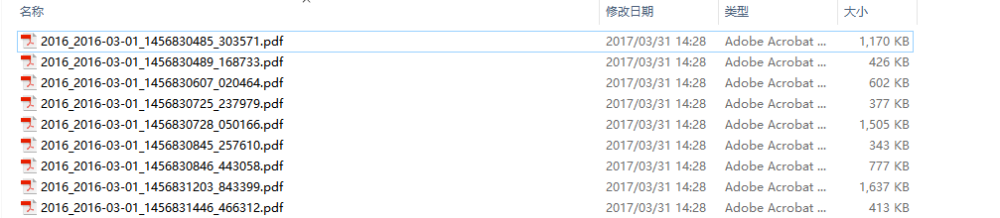 名称 修改日期 类型 大小
2016_2016-03-01_1456830485_303571.pdf 2017/03/31 14:28 Adobe Acrobat ... 1,170 KB
2016_2016-03-01_1456830489_168733.pdf 2017/03/31 14:28 Adobe Acrobat ... 426 KB
2016_2016-03-01_1456830607_020464.pdf 2017/03/31 14:28 Adobe Acrobat ... 602 KB
2016_2016-03-01_1456830725_237979.pdf 2017/03/31 14:28 Adobe Acrobat ... 377 KB
2016_2016-03-01_1456830728_050166.pdf 2017/03/31 14:28 Adobe Acrobat ... 1,505 KB
2016_2016-03-01_1456830845_257610.pdf 2017/03/31 14:28 Adobe Acrobat ... 343 KB
2016_2016-03-01_1456830846_443058.pdf 2017/03/31 14:28 Adobe Acrobat ... 777 KB
2016_2016-03-01_1456831203_843399.pdf 2017/03/31 14:28 Adobe Acrobat ... 1,637 KB
2016_2016-03-01_1456831446_466312.pdf 2017/03/31 14:28 Adobe Acrobat ... 413 KB